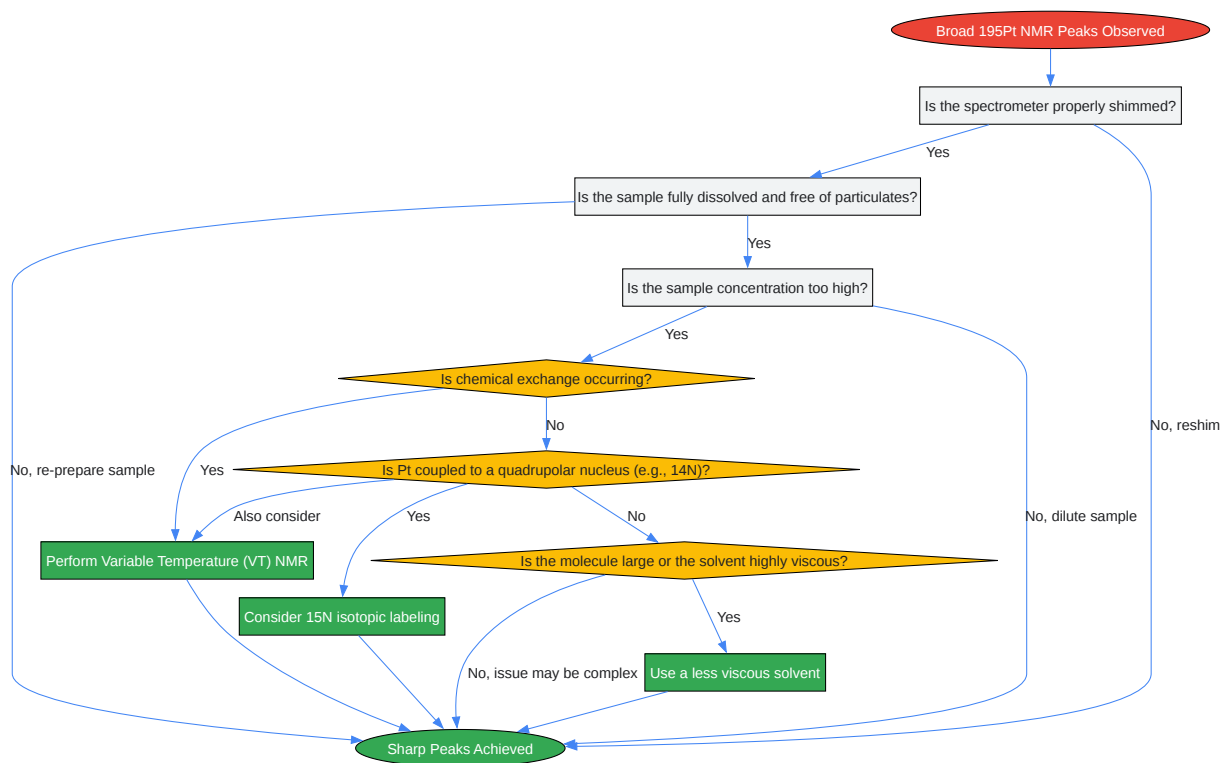 Broad 195Pt NMR Peaks Observed
Is the spectrometer properly shimmed?
Yes
Is the sample fully dissolved and free of particulates?
Yes
Is the sample concentration too high?
Yes
Is chemical exchange occurring?
No
No, reshim
No, re-prepare sample
Yes
Is Pt coupled to a quadrupolar nucleus (e.g., 14N)?
Also consider
Yes
No
No, dilute sample
Perform Variable Temperature (VT) NMR
Is the molecule large or the solvent highly viscous?
Consider 15N isotopic labeling
Yes
No, issue may be complex
Use a less viscous solvent
Sharp Peaks Achieved